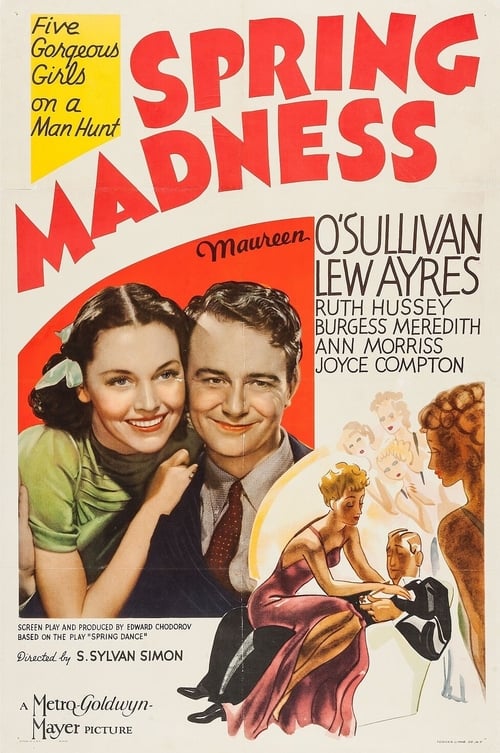 Five
Gorgeous
Girls
on a
Man Hunt
SPRING
MADNESS
Maureen O'SULLIVAN
LEW AYRES
RUTH HUSSEY
BURGESS MEREDITH
ANN MORRISS
JOYCE COMPTON
SCREEN PLAY AND PRODUCED BY EDWARD CHODOROV
BASED ON THE PLAY "SPRING DANCE"
Directed by S. SYLVAN SIMON
A Metro-Goldwyn-
Mayer PICTURE